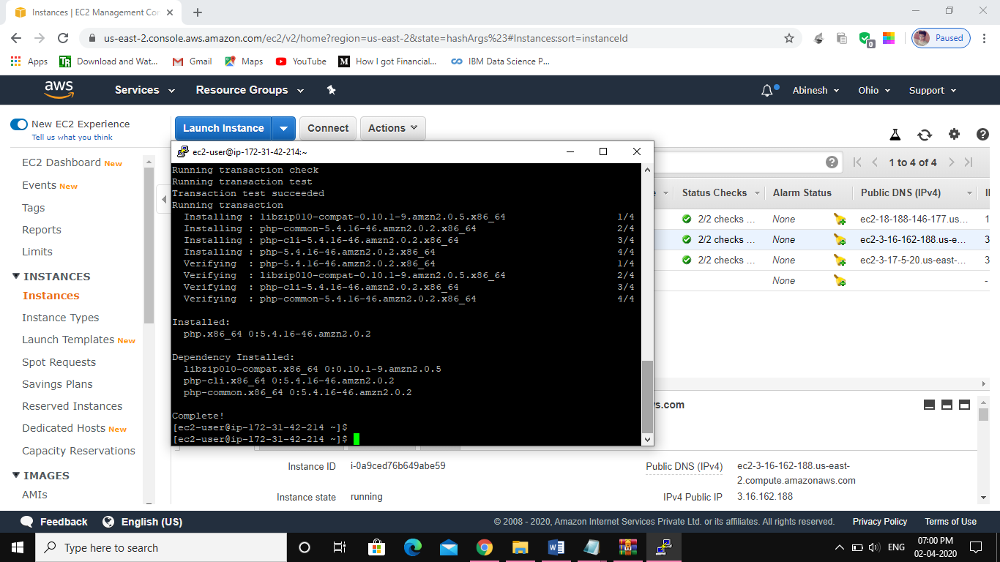 Instances | EC2 Management Con
us-east-2.console.aws.amazon.com/ec2/v2/home?region=us-east-2&state=hashArgs%23#Instances:sort=instanceId
0
Paused
Apps
TR
Download and Wat...
Gmail
Maps
YouTube
M
How I got Financial...
IBM Data Science P...
aws
Services
Resource Groups
Abinesh
Ohio
Support
New EC2 Experience
Tell us what you think
Launch Instance
Connect
Actions
EC2 Dashboard New
Events New
Tags
Reports
Limits
INSTANCES
Instances
Instance Types
Launch Templates New
Spot Requests
Savings Plans
Reserved Instances
Dedicated Hosts New
Capacity Reservations
IMAGES
AMIs
ec2-user@ip-172-31-42-214:~
Running transaction check
Running transaction test
Transaction test succeeded
Running transaction
Installing : libzip010-compat-0.10.1-9.amzn2.0.5.x86_64 1/4
Installing : php-common-5.4.16-46.amzn2.0.2.x86_64 2/4
Installing : php-cli-5.4.16-46.amzn2.0.2.x86_64 3/4
Installing : php-5.4.16-46.amzn2.0.2.x86_64 4/4
Verifying : php-5.4.16-46.amzn2.0.2.x86_64 1/4
Verifying : libzip010-compat-0.10.1-9.amzn2.0.5.x86_64 2/4
Verifying : php-cli-5.4.16-46.amzn2.0.2.x86_64 3/4
Verifying : php-common-5.4.16-46.amzn2.0.2.x86_64 4/4
Installed:
php.x86_64 0:5.4.16-46.amzn2.0.2
Dependency Installed:
libzip010-compat.x86_64 0:0.10.1-9.amzn2.0.5
php-cli.x86_64 0:5.4.16-46.amzn2.0.2
php-common.x86_64 0:5.4.16-46.amzn2.0.2
Complete!
[ec2-user@ip-172-31-42-214 ~]$
[ec2-user@ip-172-31-42-214 ~]$
1 to 4 of 4
e Status Checks Alarm Status Public DNS (IPv4)
2/2 checks ... None ec2-18-188-146-177.us... 1
2/2 checks ... None ec2-3-16-162-188.us-e... 3
2/2 checks ... None ec2-3-17-5-20.us-east-... 3
None -
s.com
Instance ID i-0a9ced76b649abe59
Public DNS (IPv4) ec2-3-16-162-188.us-east-
2.compute.amazonaws.com
Instance state running
IPv4 Public IP 3.16.162.188
Feedback
English (US)
© 2008 - 2020, Amazon Internet Services Private Ltd. or its affiliates. All rights reserved.
Privacy Policy
Terms of Use
Type here to search
ENG
07:00 PM
02-04-2020